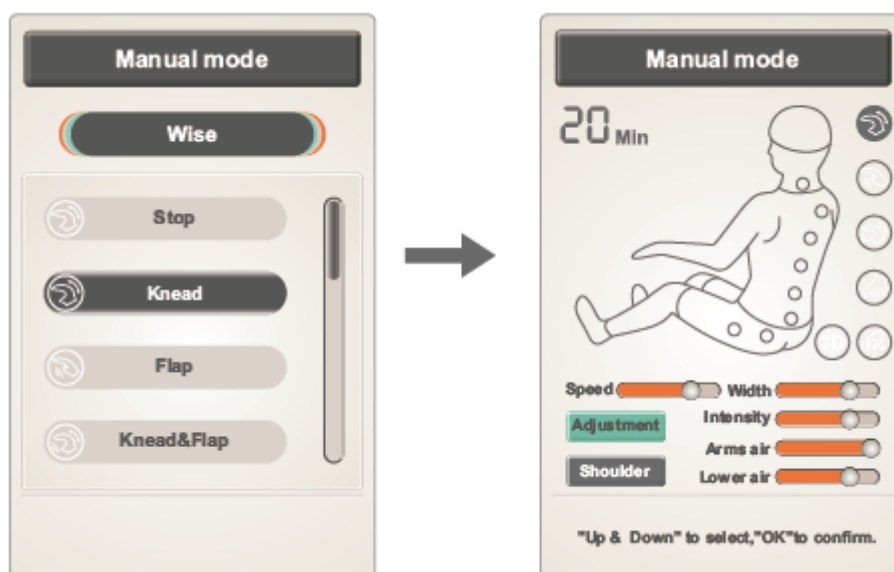 Manual mode
Wise
Stop
Knead
Flap
Knead&Flap
Manual mode
20 Min
Speed
Width
Adjustment
Intensity
Arms air
Shoulder
Lower air
"Up & Down" to select,"OK"to confirm.